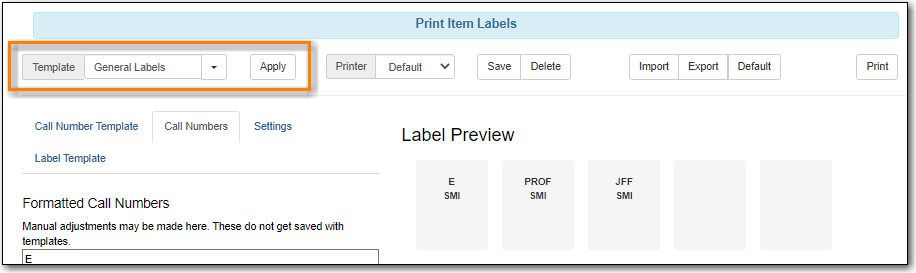 Print Item Labels
Template General Labels Apply Printer Default Save Delete Import Export Default Print
Call Number Template Call Numbers Settings
Label Template
Label Preview
E PROF JFF
SMI SMI SMI
Formatted Call Numbers
Manual adjustments may be made here. These do not get saved with
templates.
E